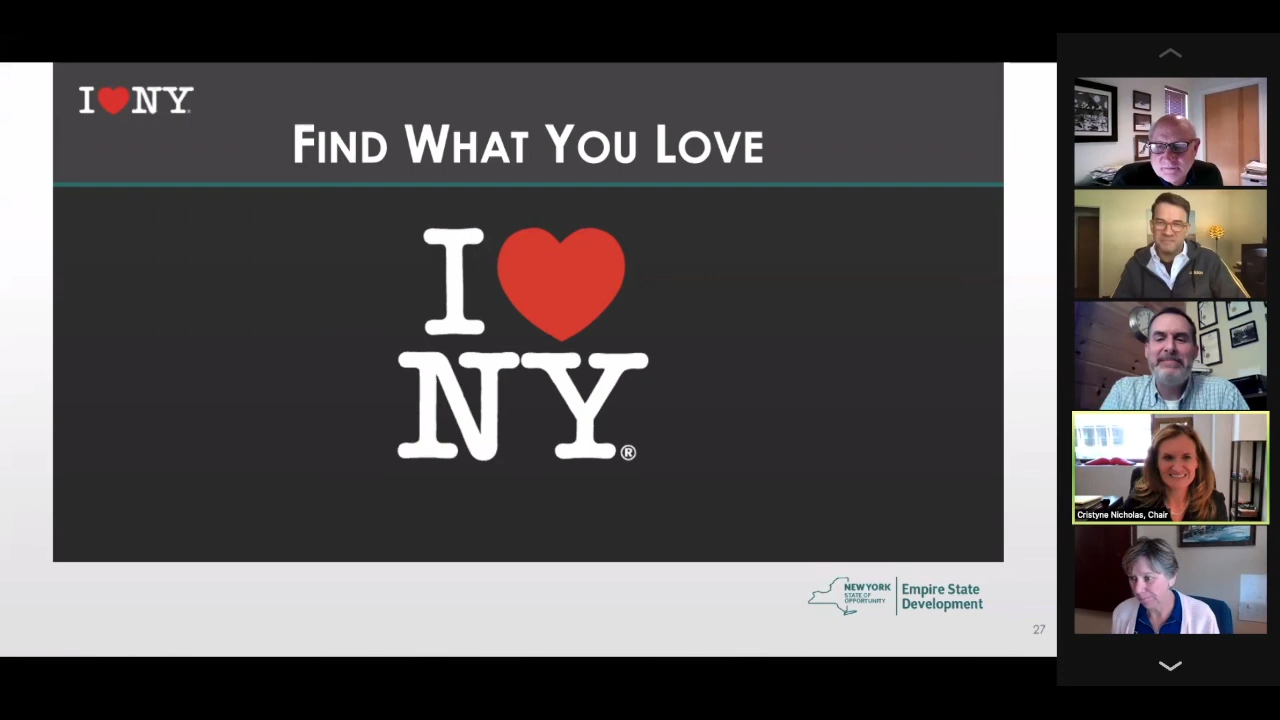 I ♥ NY
FIND WHAT YOU LOVE
I ♥
NY®
NEW YORK
STATE OF
OPPORTUNITY
Empire State
Development
27
Cristyne Nicholas, Chair